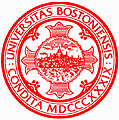 UNIVERSITAS BOSTONIENSIS
CONDITA MDCCCXXXIX